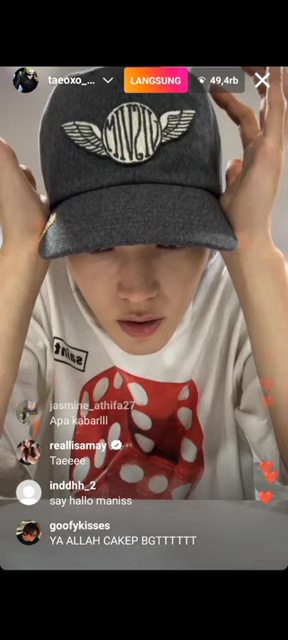 taeoxo_...
LANGSUNG
49,4rb
jasmine_athifa27
Apa kabarlll
reallisamay
Taeeee
inddhh_2
say hallo maniss
goofykisses
YA ALLAH CAKEP BGTTTTTT